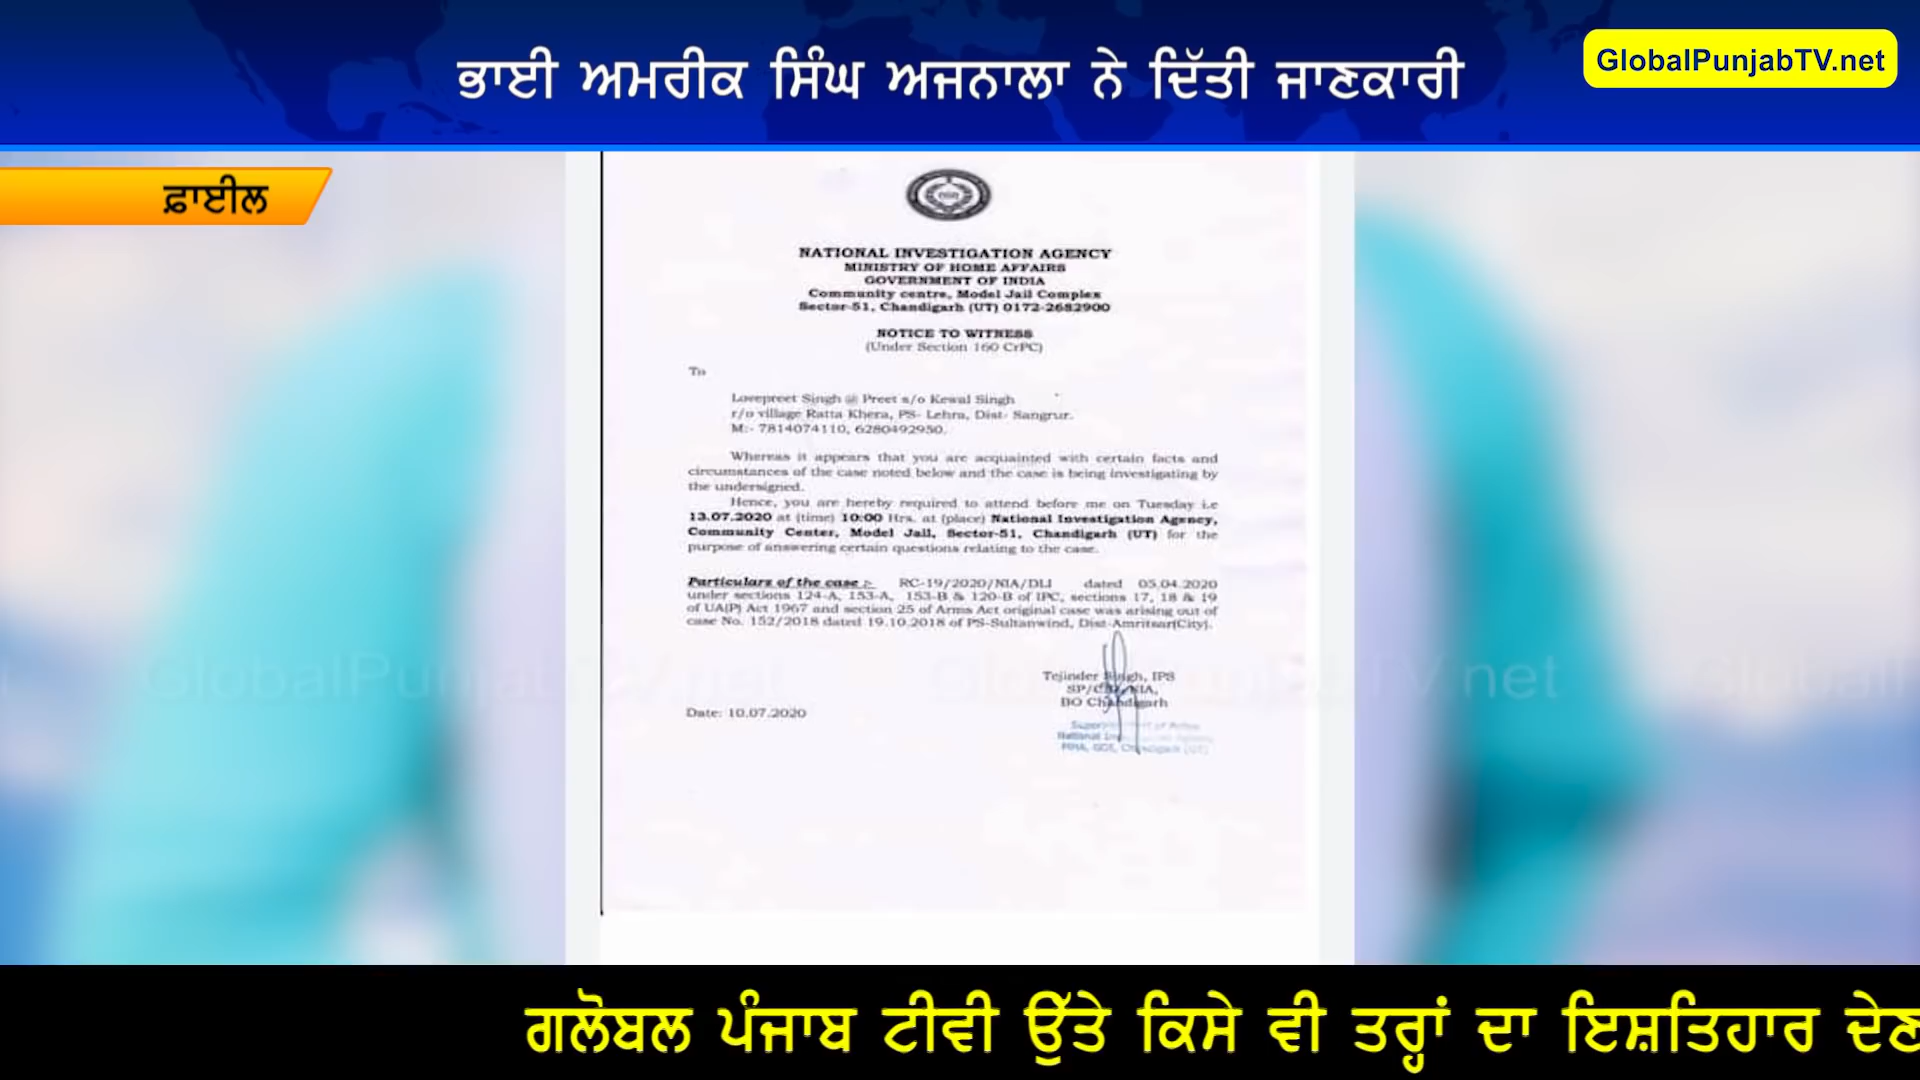 ਭਾਈ ਅਮਰੀਕ ਸਿੰਘ ਅਜਨਾਲਾ ਨੇ ਦਿੱਤੀ ਜਾਣਕਾਰੀ
GlobalPunjabTV.net
ਫ਼ਾਈਲ
NATIONAL INVESTIGATION AGENCY
MINISTRY OF HOME AFFAIRS
GOVERNMENT OF INDIA
Community centre, Model Jail Complex
Sector-51, Chandigarh (UT) 0172-2682900
NOTICE TO WITNESS
(Under Section 160 CrPC)
To
Lovepreet Singh @ Preet s/o Kewal Singh
r/o village Ratta Khera, PS- Lehra, Dist- Sangrur.
M:- 7814074110, 6280492950.
Whereas it appears that you are acquainted with certain facts and
circumstances of the case noted below and the case is being investigating by
the undersigned.
Hence, you are hereby required to attend before me on Tuesday i.e
13.07.2020 at (time) 10:00 Hrs. at (place) National Investigation Agency,
Community Center, Model Jail, Sector-51, Chandigarh (UT) for the
purpose of answering certain questions relating to the case.
Particulars of the case :- RC-19/2020/NIA/DLI dated 05.04.2020
under sections 124-A, 153-A, 153-B & 120-B of IPC, sections 17, 18 & 19
of UA(P) Act 1967 and section 25 of Arms Act original case was arising out of
case No. 152/2018 dated 19.10.2018 of PS-Sultanwind, Dist-Amritsar(City).
Tejinder Singh, IPS
NIA,
BO Chandigarh
Date: 10.07.2020
GlobalPunjabTV.net
ਗਲੋਬਲ ਪੰਜਾਬ ਟੀਵੀ ਉੱਤੇ ਕਿਸੇ ਵੀ ਤਰ੍ਹਾਂ ਦਾ ਇਸ਼ਤਿਹਾਰ ਦੇਣ